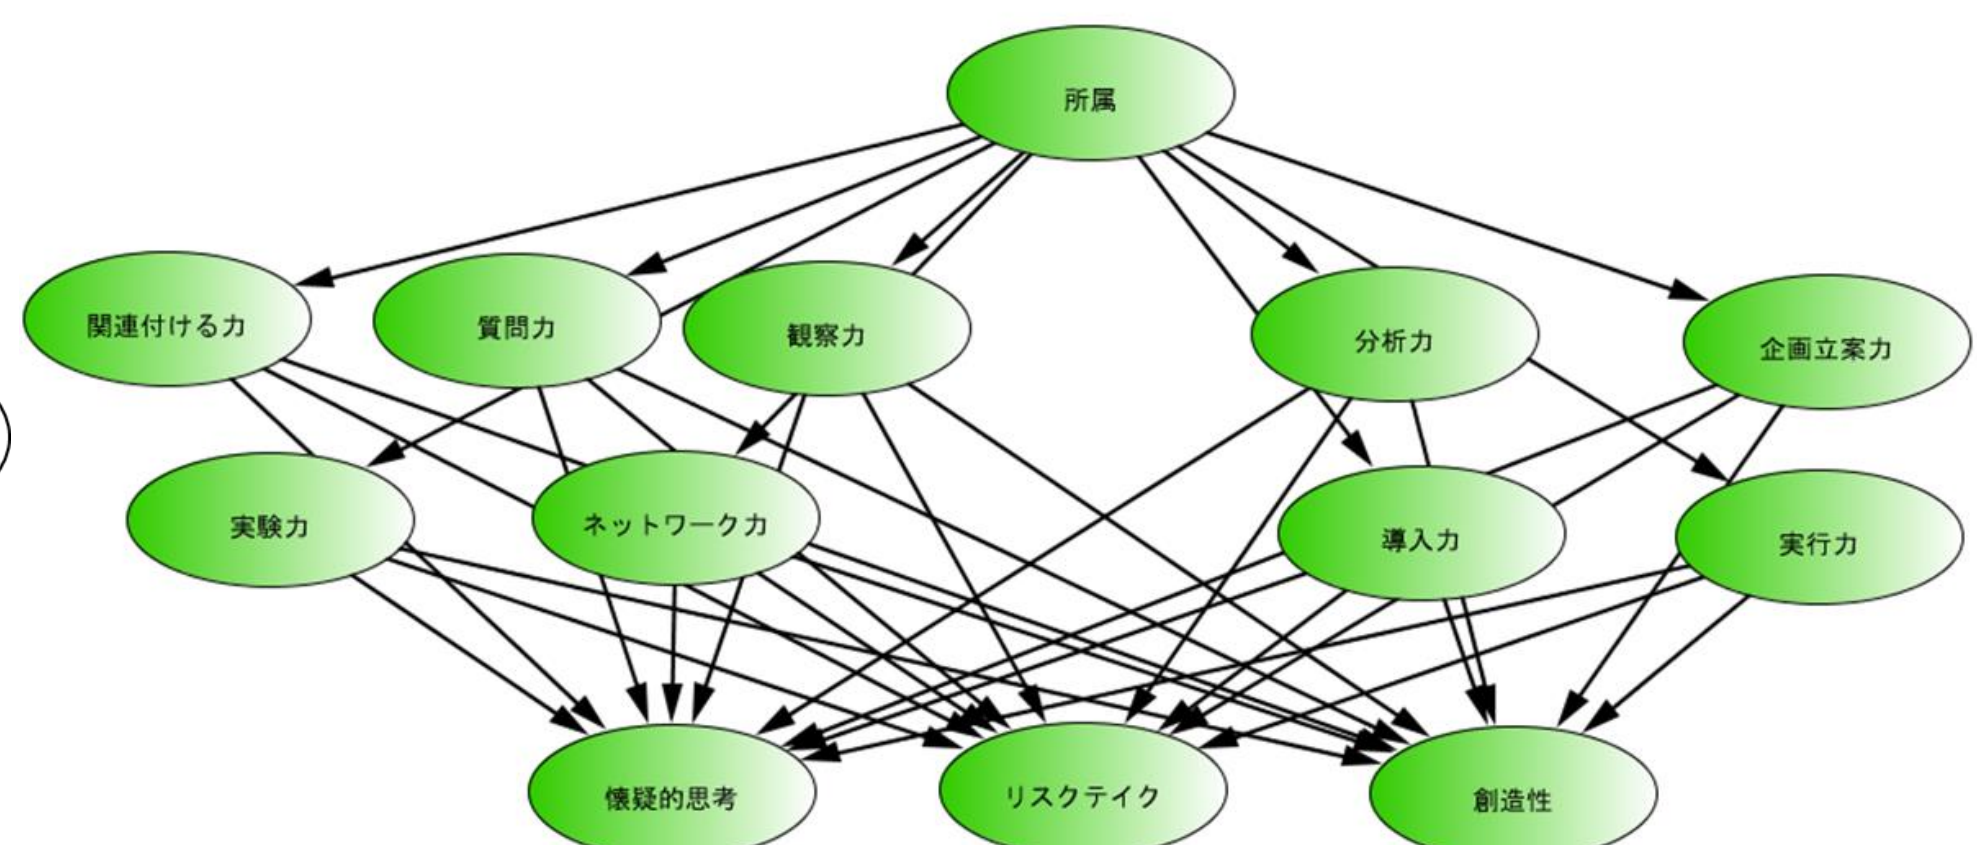 所属
関連付ける力
質問力
観察力
分析力
企画立案力
実験力
ネットワーク力
導入力
実行力
懐疑的思考
リスクテイク
創造性